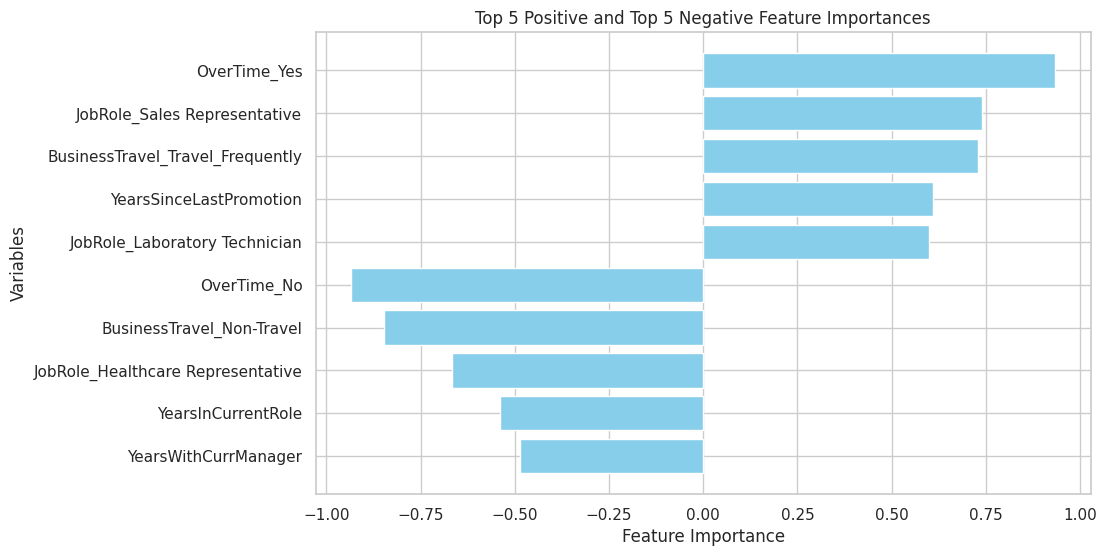 Top 5 Positive and Top 5 Negative Feature Importances
Variables
OverTime_Yes
JobRole_Sales Representative
BusinessTravel_Travel_Frequently
YearsSinceLastPromotion
JobRole_Laboratory Technician
OverTime_No
BusinessTravel_Non-Travel
JobRole_Healthcare Representative
YearsInCurrentRole
YearsWithCurrManager
−1.00 −0.75 −0.50 −0.25 0.00 0.25 0.50 0.75 1.00
Feature Importance